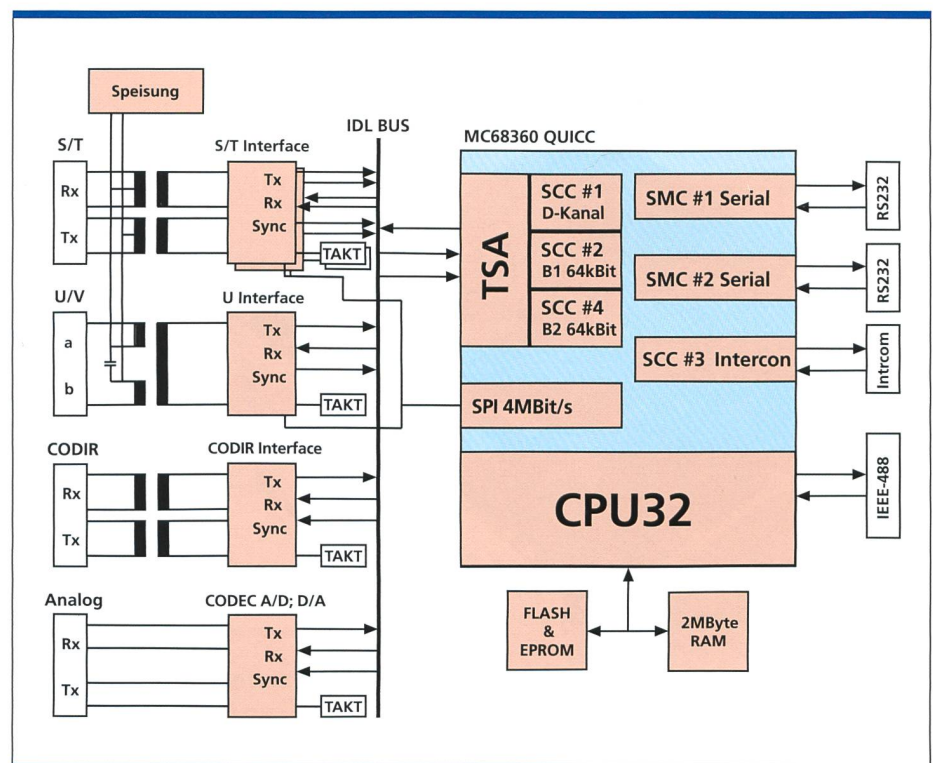 Speisung
IDL BUS
S/T
S/T Interface
Rx
Tx
Tx
Rx
Sync
TAKT
U/V
U Interface
a
b
Tx
Rx
Sync
TAKT
CODIR
CODIR Interface
Rx
Tx
Tx
Rx
Sync
TAKT
Analog
CODEC A/D; D/A
Rx
Tx
Tx
Rx
Sync
TAKT
MC68360 QUICC
TSA
SCC #1
D-Kanal
SCC #2
B1 64kBit
SCC #4
B2 64kBit
SMC #1 Serial
SMC #2 Serial
SCC #3 Intercon
SPI 4MBit/s
CPU32
RS232
RS232
Intrcom
IEEE-488
FLASH
&
EPROM
2MByte
RAM